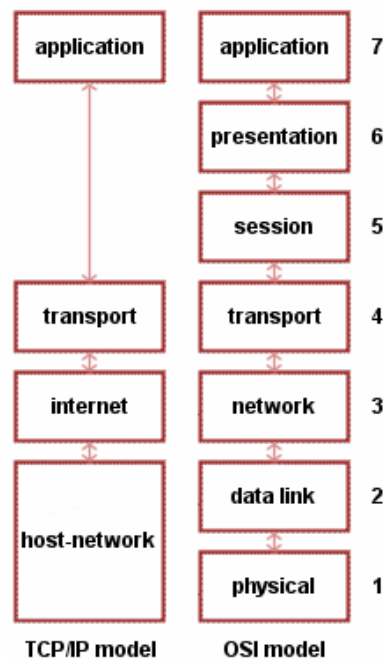 application application 7
presentation 6
session 5
transport transport 4
internet network 3
data link 2
host-network
physical 1
TCP/IP model OSI model